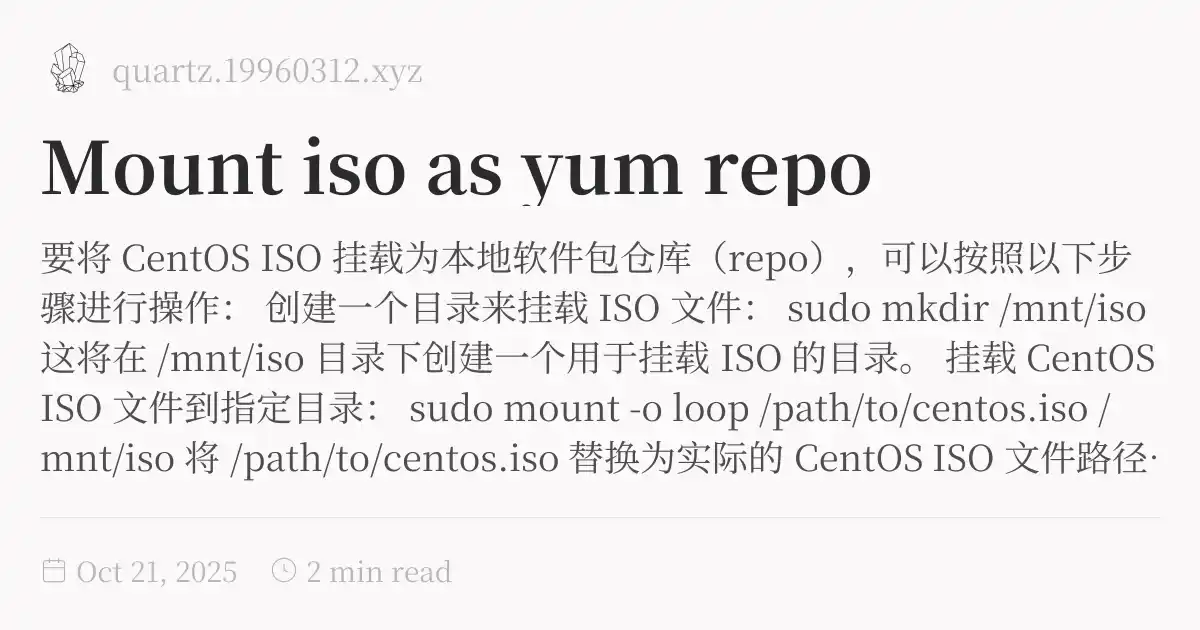 quartz.19960312.xyz
Mount iso as yum repo
要将 CentOS ISO 挂载为本地软件包仓库（repo），可以按照以下步
骤进行操作： 创建一个目录来挂载 ISO 文件： sudo mkdir /mnt/iso
这将在 /mnt/iso 目录下创建一个用于挂载 ISO 的目录。 挂载 CentOS
ISO 文件到指定目录： sudo mount -o loop /path/to/centos.iso /
mnt/iso 将 /path/to/centos.iso 替换为实际的 CentOS ISO 文件路径·
Oct 21, 2025 2 min read